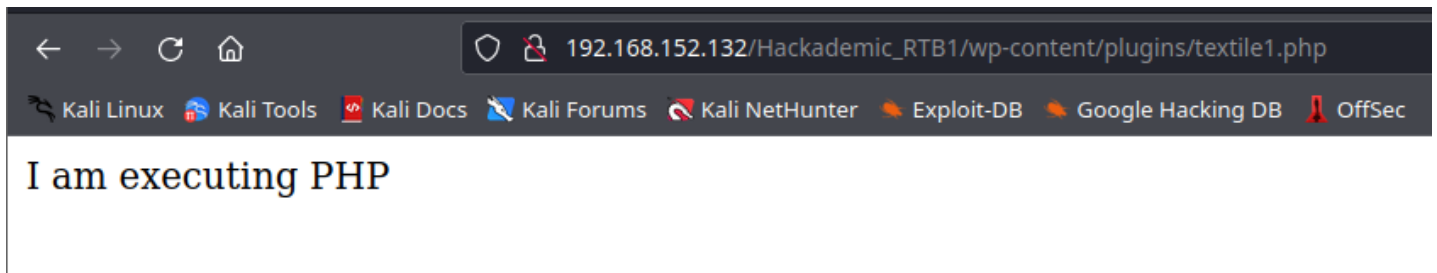 192.168.152.132/Hackademic_RTB1/wp-content/plugins/textile1.php
Kali Linux Kali Tools Kali Docs Kali Forums Kali NetHunter Exploit-DB Google Hacking DB OffSec
I am executing PHP